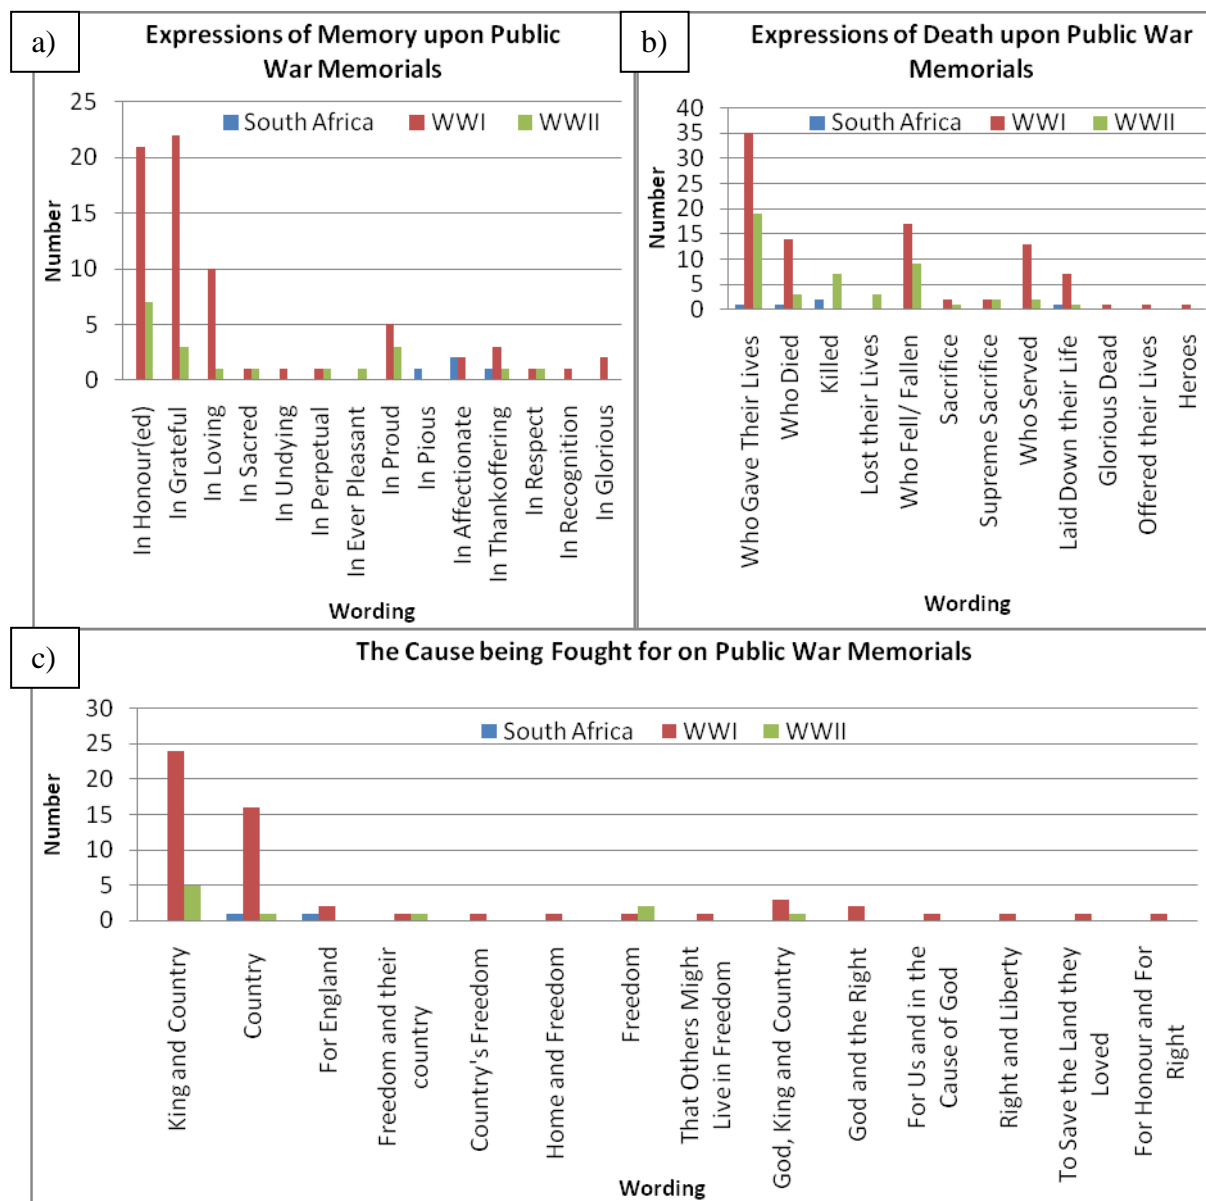 a)
Expressions of Memory upon Public
War Memorials
South Africa WWI WWII
25
20
15
10
5
0
Number
In Honour(ed)
In Grateful
In Loving
In Sacred
In Undying
In Perpetual
In Ever Pleasant
In Proud
In Pious
In Affectionate
In Thankoffering
In Respect
In Recognition
In Glorious
Wording
b)
Expressions of Death upon Public War
Memorials
South Africa WWI WWII
40
35
30
25
20
15
10
5
0
Number
Who Gave Their Lives
Who Died
Killed
Lost their Lives
Who Fell/ Fallen
Sacrifice
Supreme Sacrifice
Who Served
Laid Down their Life
Glorious Dead
Offered their Lives
Heroes
Wording
c)
The Cause being Fought for on Public War Memorials
South Africa WWI WWII
30
25
20
15
10
5
0
Number
King and Country
Country
For England
Freedom and their
country
Country's Freedom
Home and Freedom
Freedom
That Others Might
Live in Freedom
God, King and Country
God and the Right
For Us and in the
Cause of God
Right and Liberty
To Save the Land they
Loved
For Honour and For
Right
Wording